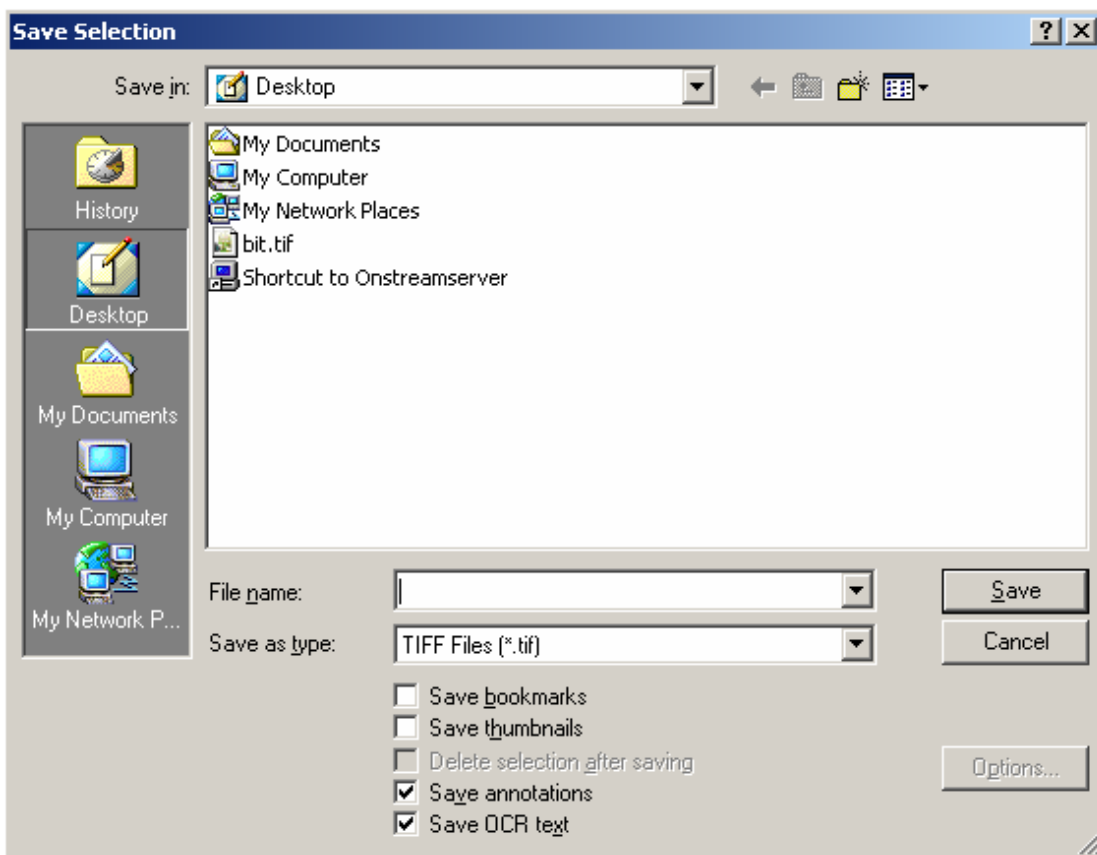 Save Selection
Save in: Desktop
History
Desktop
My Documents
My Computer
My Network P...
My Documents
My Computer
My Network Places
bit.tif
Shortcut to Onstreamserver
File name: Save
Save as type: TIFF Files (*.tif) Cancel
Save bookmarks
Save thumbnails
Delete selection after saving
Options...
Save annotations
Save OCR text